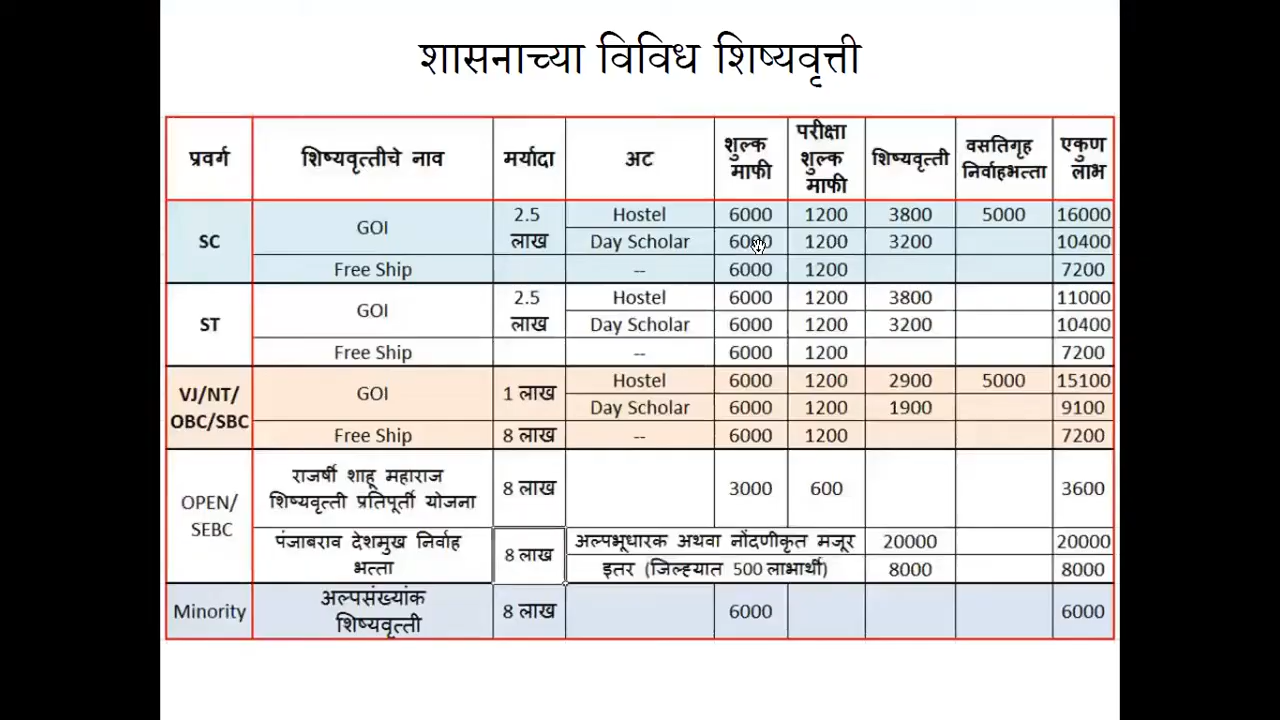 शासनाच्या विविध शिष्यवृत्ती
प्रवर्ग शिष्यवृत्तीचे नाव मर्यादा अट शुल्क माफी परीक्षा शुल्क माफी शिष्यवृत्ती वसतिगृह निर्वाहभत्ता एकुण लाभ
SC GOI 2.5 लाख Hostel 6000 1200 3800 5000 16000
Day Scholar 6000 1200 3200 10400
Free Ship -- 6000 1200 7200
ST GOI 2.5 लाख Hostel 6000 1200 3800 11000
Day Scholar 6000 1200 3200 10400
Free Ship -- 6000 1200 7200
VJ/NT/ OBC/SBC GOI 1 लाख Hostel 6000 1200 2900 5000 15100
Day Scholar 6000 1200 1900 9100
Free Ship 8 लाख -- 6000 1200 7200
OPEN/ SEBC राजर्षी शाहू महाराज शिष्यवृत्ती प्रतिपूर्ती योजना 8 लाख 3000 600 3600
पंजाबराव देशमुख निर्वाह भत्ता 8 लाख अल्पभूधारक अथवा नोंदणीकृत मजूर 20000 20000
इतर (जिल्ह्यात 500 लाभार्थी) 8000 8000
Minority अल्पसंख्यांक शिष्यवृत्ती 8 लाख 6000 6000